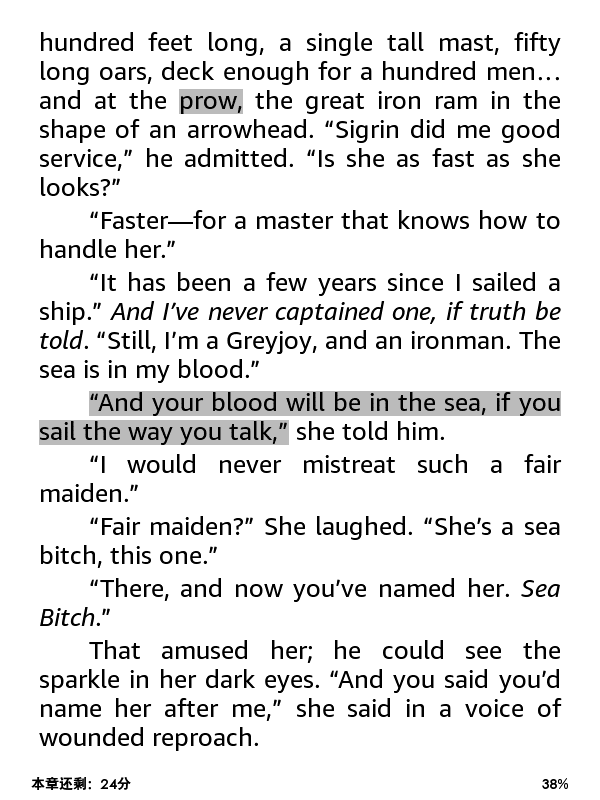 hundred feet long, a single tall mast, fifty
long oars, deck enough for a hundred men…
and at the prow, the great iron ram in the
shape of an arrowhead. “Sigrin did me good
service,” he admitted. “Is she as fast as she
looks?”
“Faster—for a master that knows how to
handle her.”
“It has been a few years since I sailed a
ship.” And I’ve never captained one, if truth be
told. “Still, I’m a Greyjoy, and an ironman. The
sea is in my blood.”
“And your blood will be in the sea, if you
sail the way you talk,” she told him.
“I would never mistreat such a fair
maiden.”
“Fair maiden?” She laughed. “She’s a sea
bitch, this one.”
“There, and now you’ve named her. Sea
Bitch.”
That amused her; he could see the
sparkle in her dark eyes. “And you said you’d
name her after me,” she said in a voice of
wounded reproach.
本章还剩：24分 38%